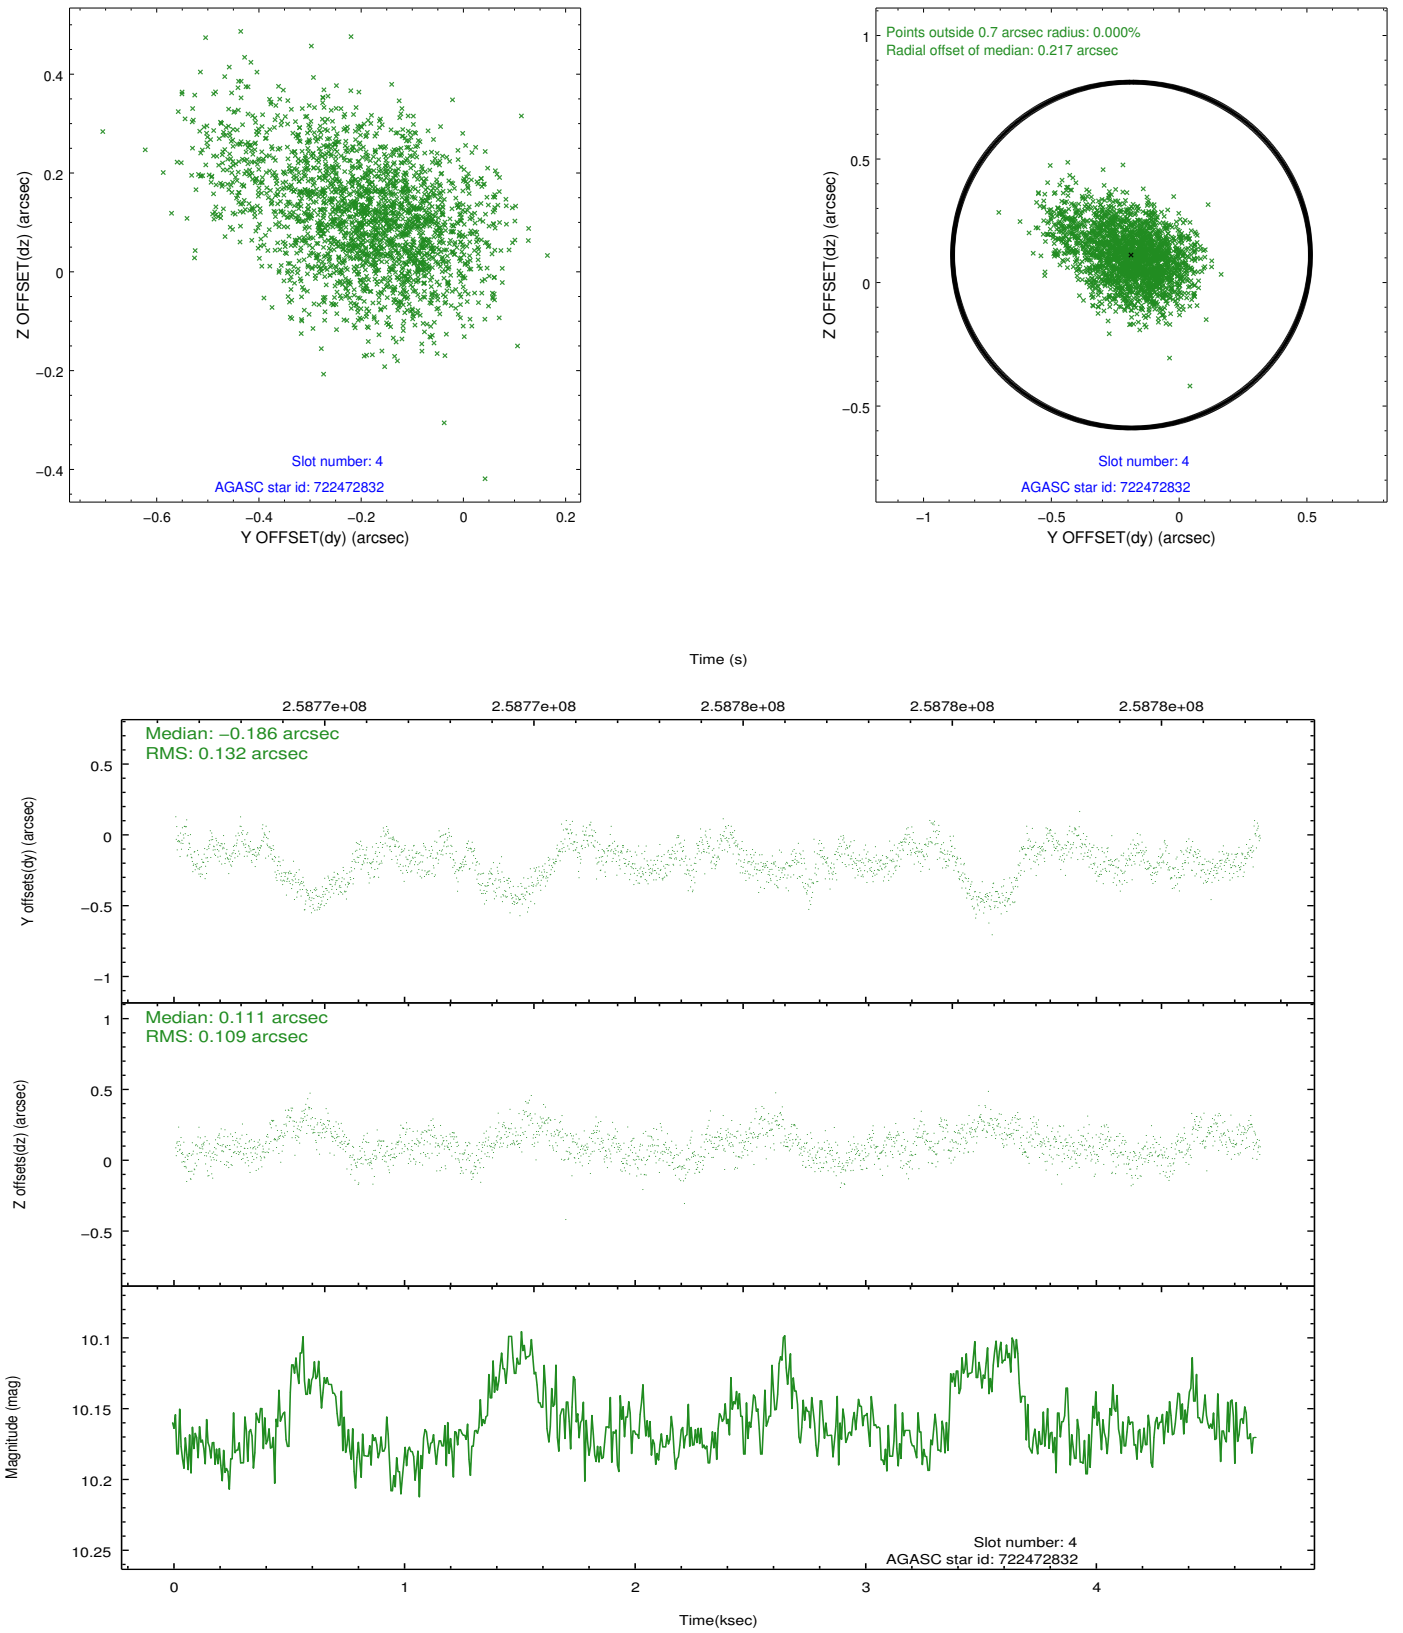 0.4
0.2
0
−0.2
−0.4
Z OFFSET(dz) (arcsec)
Slot number: 4
AGASC star id: 722472832
−0.6
−0.4
−0.2
0
0.2
Y OFFSET(dy) (arcsec)
Points outside 0.7 arcsec radius: 0.000%
Radial offset of median: 0.217 arcsec
1
0.5
0
−0.5
Z OFFSET(dz) (arcsec)
Slot number: 4
AGASC star id: 722472832
−1
−0.5
0
0.5
Y OFFSET(dy) (arcsec)
Time (s)
2.5877e+08
2.5877e+08
2.5878e+08
2.5878e+08
2.5878e+08
Median: −0.186 arcsec
RMS: 0.132 arcsec
0.5
0
−0.5
−1
Y offsets(dy) (arcsec)
Median: 0.111 arcsec
RMS: 0.109 arcsec
1
0.5
0
−0.5
Z offsets(dz) (arcsec)
10.1
10.15
10.2
10.25
Magnitude (mag)
Slot number: 4
AGASC star id: 722472832
0
1
2
3
4
Time(ksec)